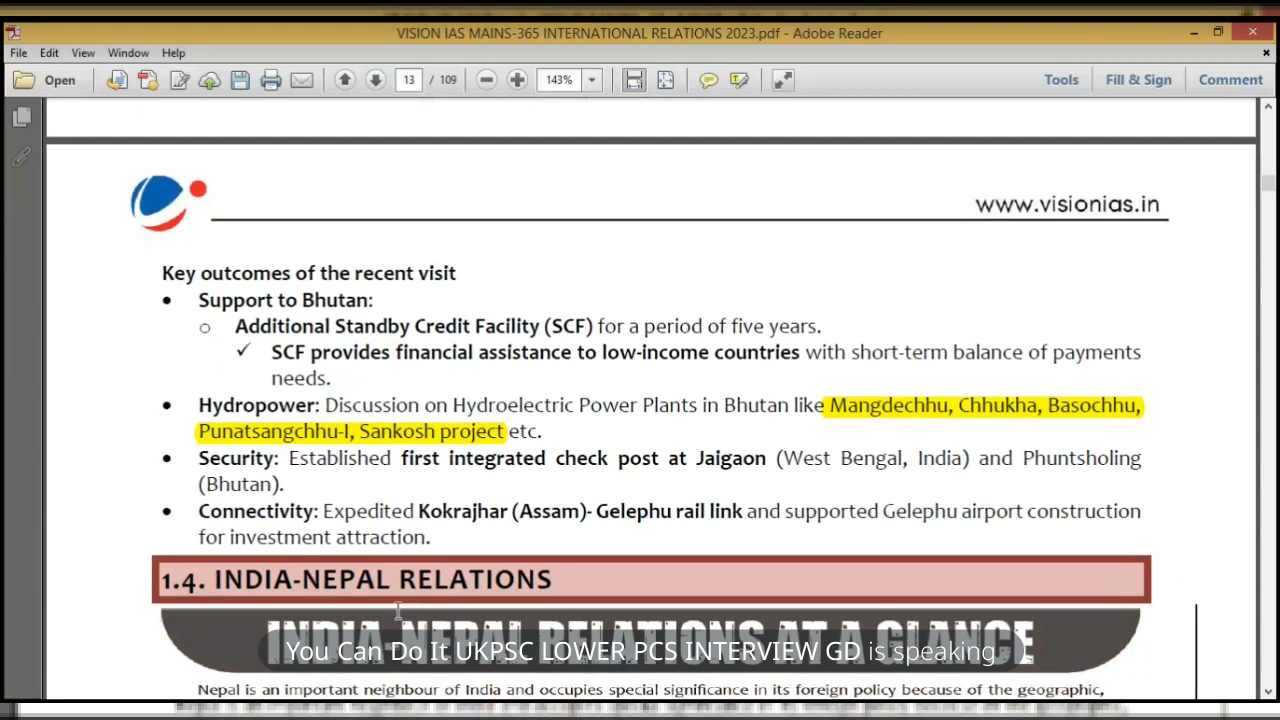 VISION IAS MAINS-365 INTERNATIONAL RELATIONS 2023.pdf - Adobe Reader
File Edit View Window Help
Open 13 / 109 143% Tools Fill & Sign Comment
www.visionias.in
Key outcomes of the recent visit
• Support to Bhutan:
o Additional Standby Credit Facility (SCF) for a period of five years.
✓ SCF provides financial assistance to low-income countries with short-term balance of payments
needs.
• Hydropower: Discussion on Hydroelectric Power Plants in Bhutan like Mangdechhu, Chhukha, Basochhu,
Punatsangchhu-I, Sankosh project etc.
• Security: Established first integrated check post at Jaigaon (West Bengal, India) and Phuntsholing
(Bhutan).
• Connectivity: Expedited Kokrajhar (Assam)- Gelephu rail link and supported Gelephu airport construction
for investment attraction.
1.4. INDIA-NEPAL RELATIONS
INDIA-NEPAL RELATIONS AT A GLANCE
You Can Do It UKPSC LOWER PCS INTERVIEW GD is speaking.
Nepal is an important neighbour of India and occupies special significance in its foreign policy because of the geographic,